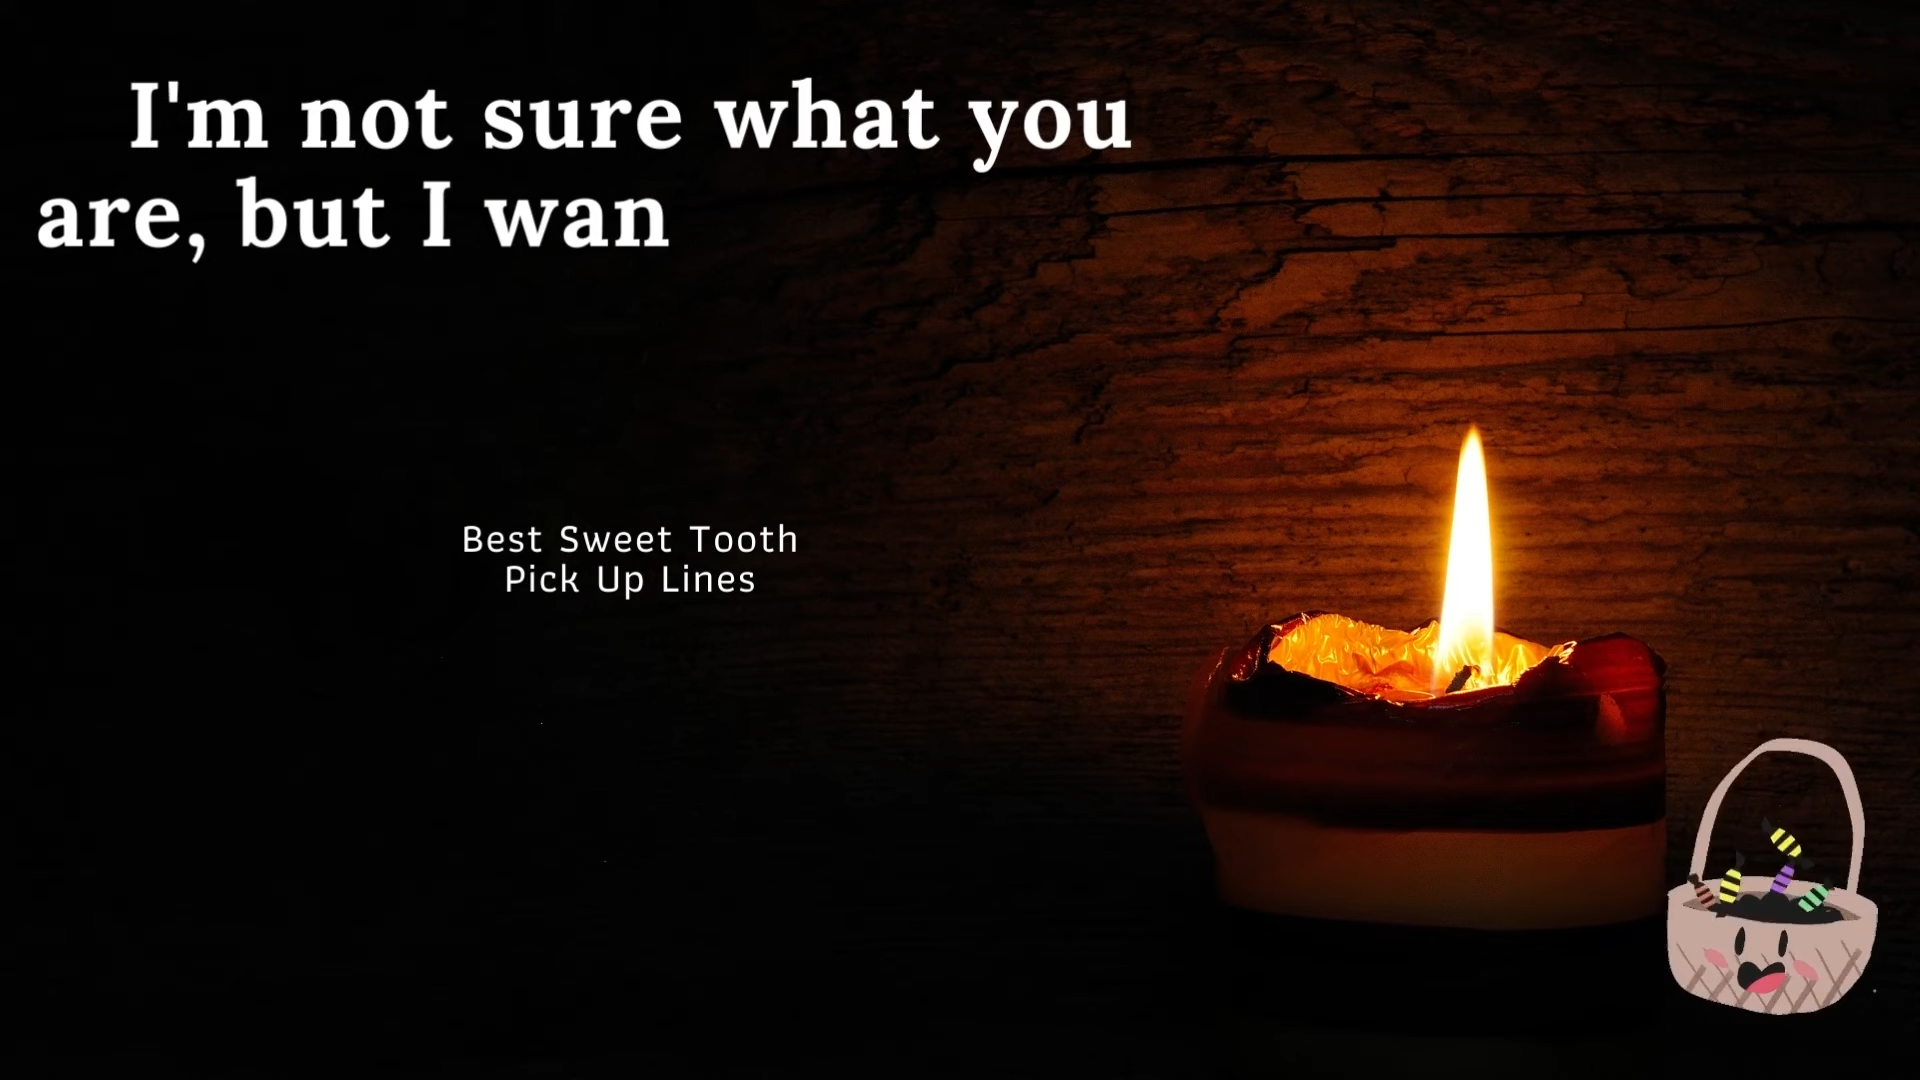 I'm not sure what you
are, but I wan
Best Sweet Tooth
Pick Up Lines